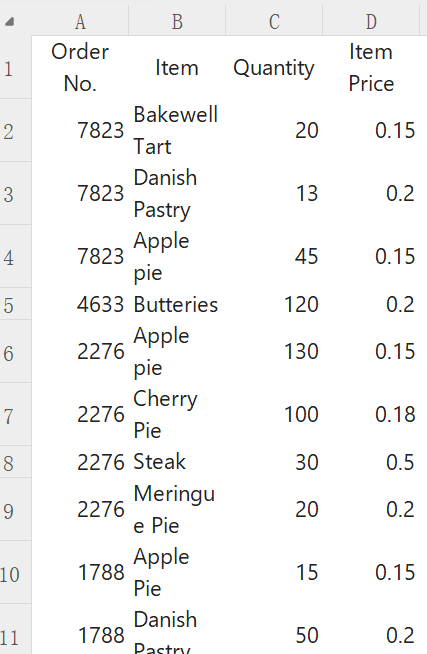 A B C D
1 Order No. Item Quantity Item Price
2 7823 Bakewell Tart 20 0.15
3 7823 Danish Pastry 13 0.2
4 7823 Apple pie 45 0.15
5 4633 Butteries 120 0.2
6 2276 Apple pie 130 0.15
7 2276 Cherry Pie 100 0.18
8 2276 Steak 30 0.5
9 2276 Meringue Pie 20 0.2
10 1788 Apple Pie 15 0.15
11 1788 Danish Pastry 50 0.2